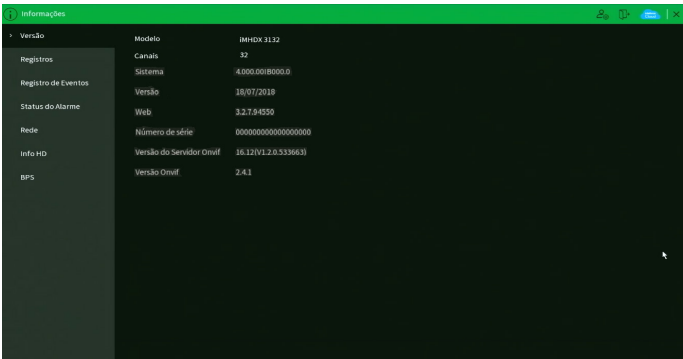 Informações
Versão
Registros
Registro de Eventos
Status do Alarme
Rede
Info HD
BPS
Modelo iMHDX 3132
Canais 32
Sistema 4.000.00IB000.0
Versão 18/07/2018
Web 3.2.7.94550
Número de série 000000000000000000
Versão do Servidor Onvif 16.12(V1.2.0.533663)
Versão Onvif 2.4.1